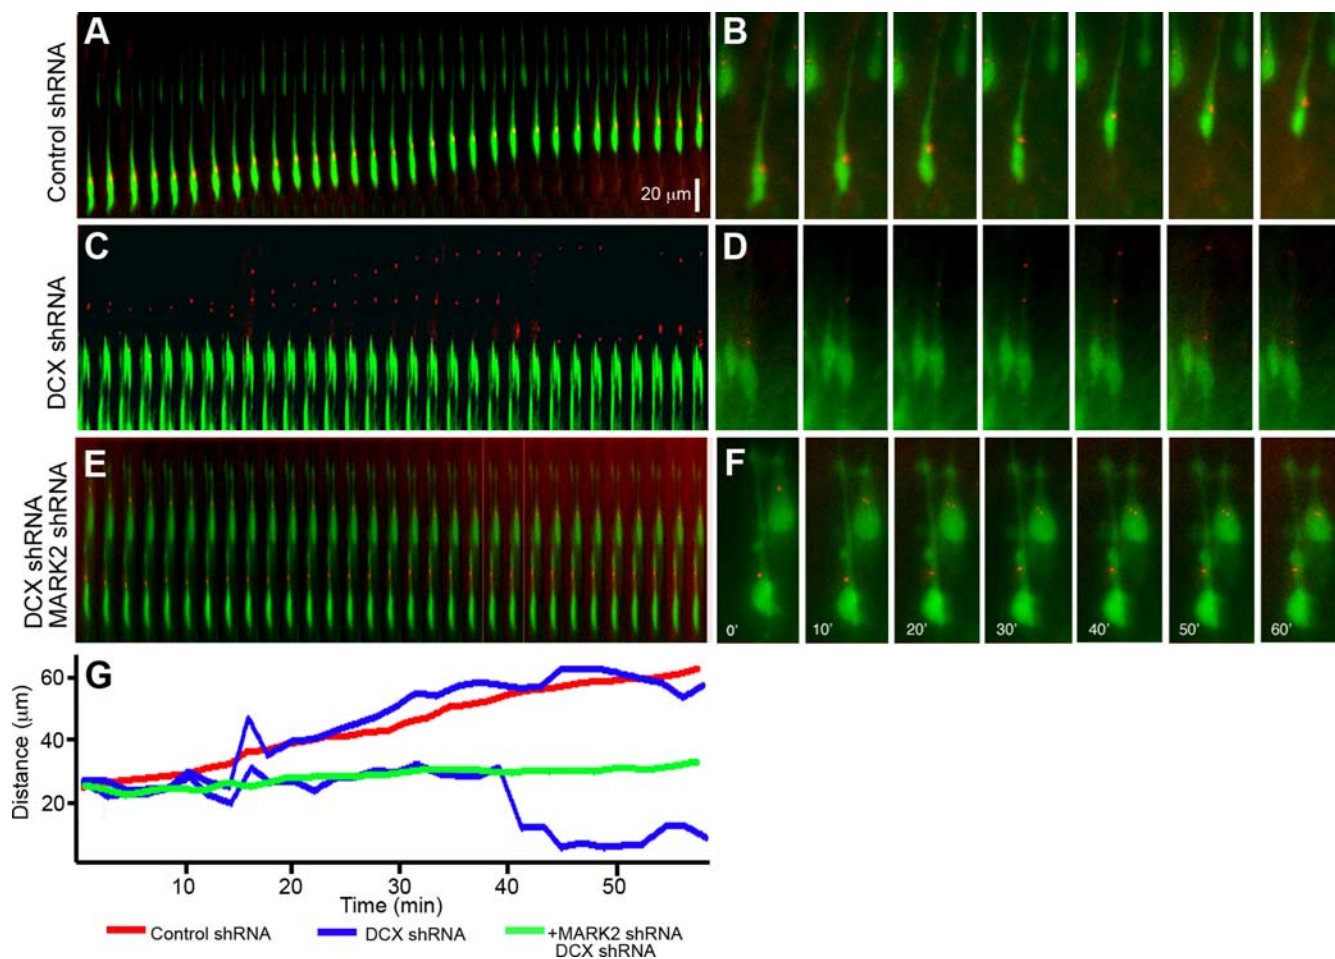 Control shRNA
A
20 μm
B
DCX shRNA
C
D
DCX shRNA
MARK2 shRNA
E
F
0'
10'
20'
30'
40'
50'
60'
G
Distance (μm)
60
40
20
10
20
30
40
50
Time (min)
Control shRNA
DCX shRNA
+MARK2 shRNA
DCX shRNA